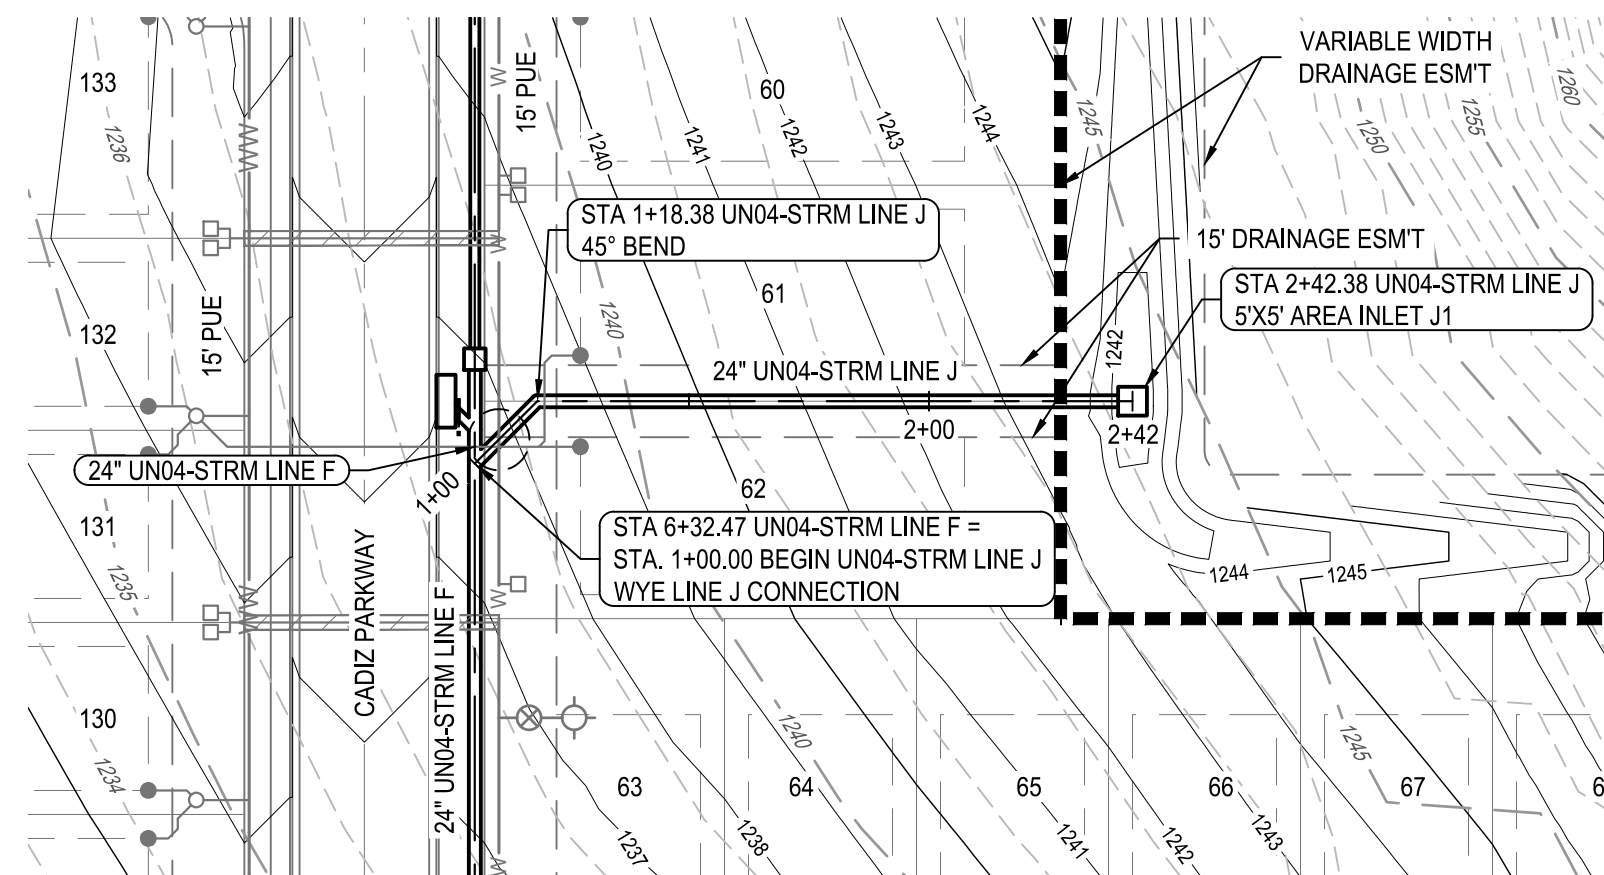 VARIABLE WIDTH
DRAINAGE ESM'T
133
15' PUE
60
1236
1240
1241
1242
1243
1244
1245
1250
1255
1260
STA 1+18.38 UN04-STRM LINE J
45° BEND
15' DRAINAGE ESM'T
STA 2+42.38 UN04-STRM LINE J
5'X5' AREA INLET J1
61
132
15' PUE
1240
1242
24" UN04-STRM LINE J
2+00
2+42
24" UN04-STRM LINE F
1+00
62
131
STA 6+32.47 UN04-STRM LINE F =
STA. 1+00.00 BEGIN UN04-STRM LINE J
WYE LINE J CONNECTION
1244
1245
1235
CADIZ PARKWAY
24" UN04-STRM LINE F
130
1234
1240
1245
63
64
65
66
67
6
1237
1238
1241
1242
1243